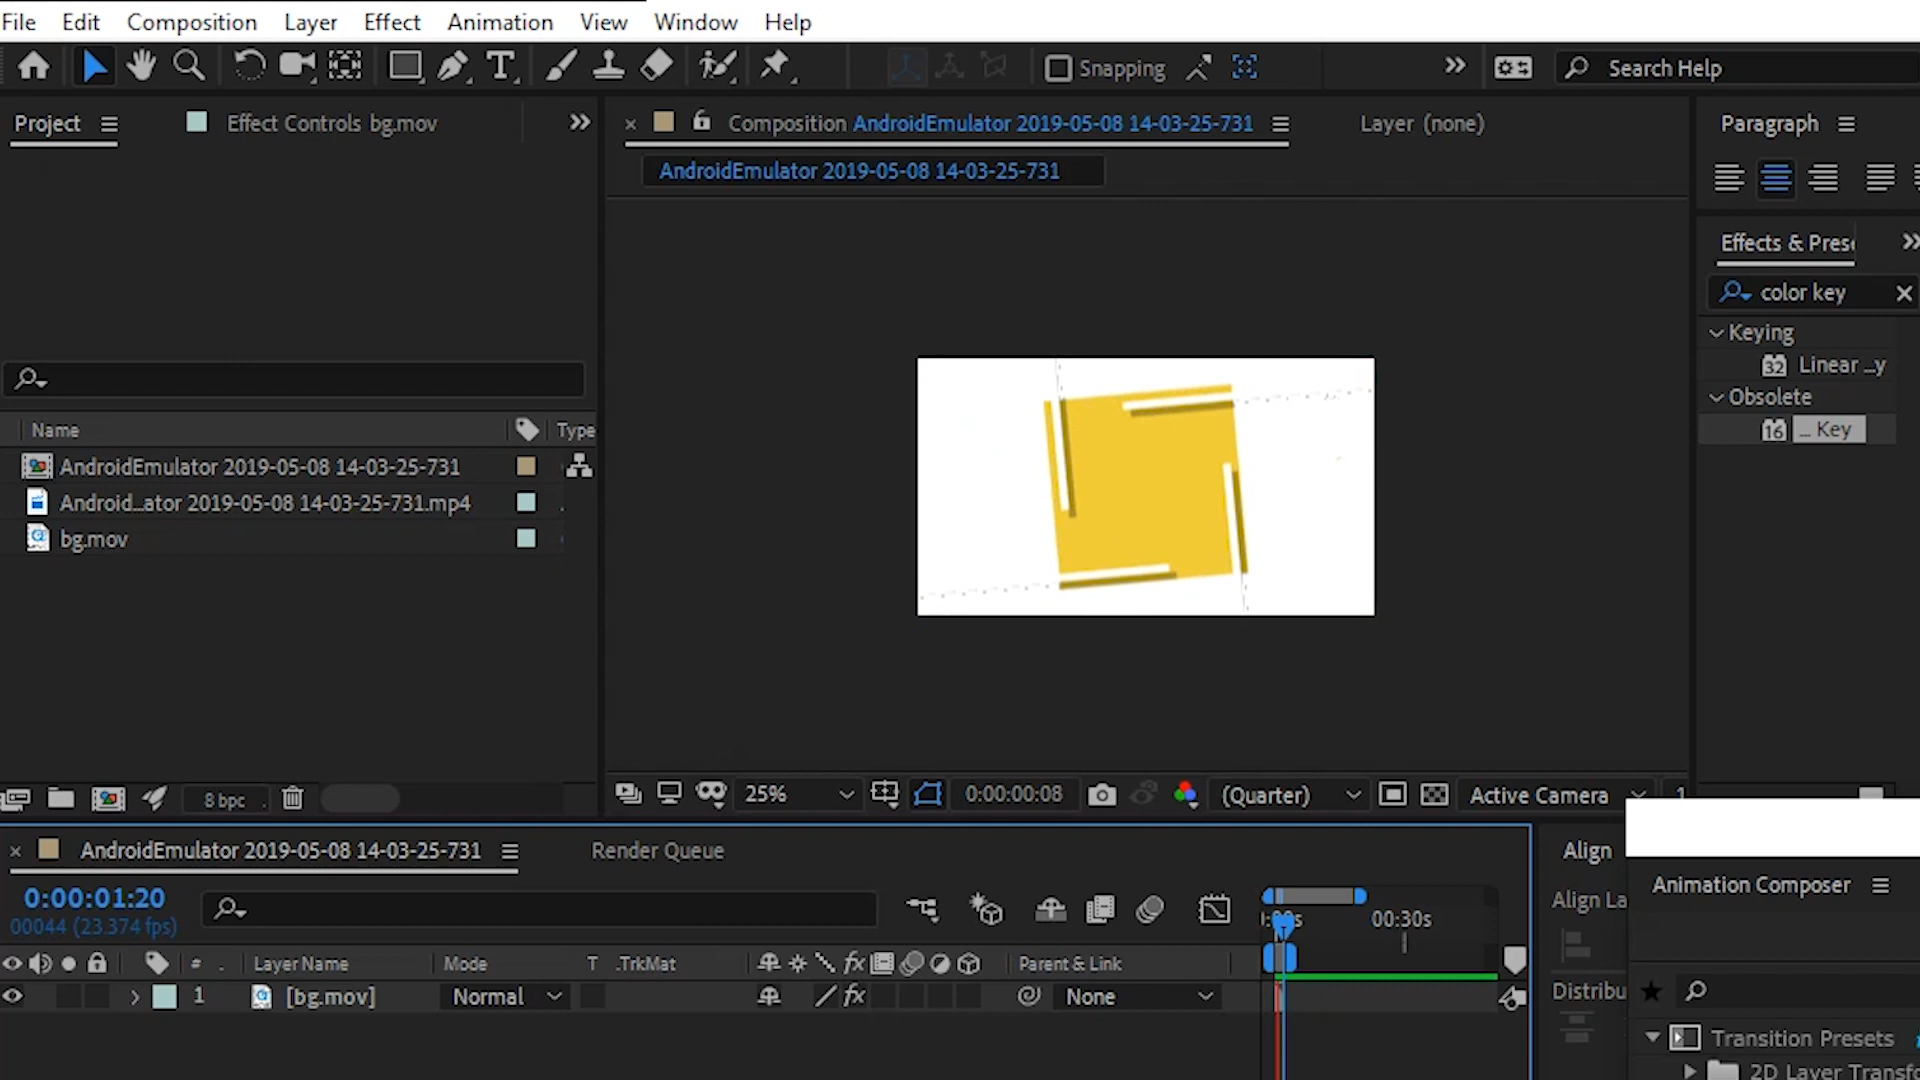 File Edit Composition Layer Effect Animation View Window Help
Snapping
Search Help
Project
Effect Controls bg.mov
Composition AndroidEmulator 2019-05-08 14-03-25-731
Layer (none)
Paragraph
AndroidEmulator 2019-05-08 14-03-25-731
Effects & Prese
color key
Keying
32 Linear ...y
Obsolete
16 ... Key
Name Type
AndroidEmulator 2019-05-08 14-03-25-731
Android...ator 2019-05-08 14-03-25-731.mp4
bg.mov
8 bpc
25%
0:00:00:08
(Quarter)
Active Camera
1
AndroidEmulator 2019-05-08 14-03-25-731
Render Queue
Align
0:00:01:20
00044 (23.374 fps)
00:30s
Animation Composer
Align La
# Layer Name Mode T .TrkMat Parent & Link
1 [bg.mov] Normal None
Distribu
Transition Presets
2D Layer Transfo